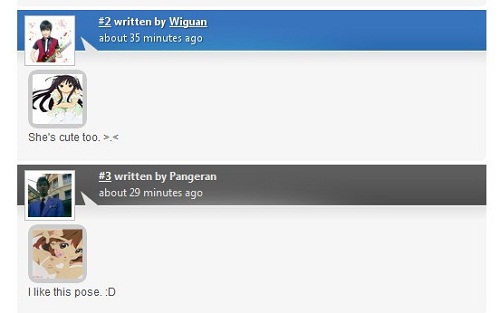 #2 written by Wiguan
about 35 minutes ago
She's cute too. >.<
#3 written by Pangeran
about 29 minutes ago
I like this pose. :D